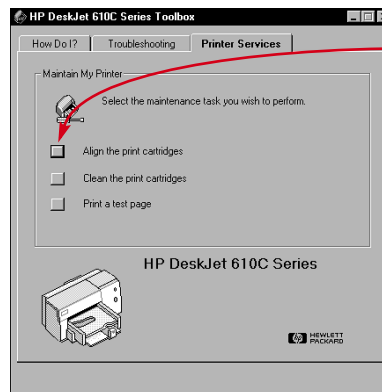 HP DeskJet 610C Series Toolbox
How Do I? Troubleshooting Printer Services
Maintain My Printer
Select the maintenance task you wish to perform.
Align the print cartridges
Clean the print cartridges
Print a test page
HP DeskJet 610C Series
hp HEWLETT
PACKARD